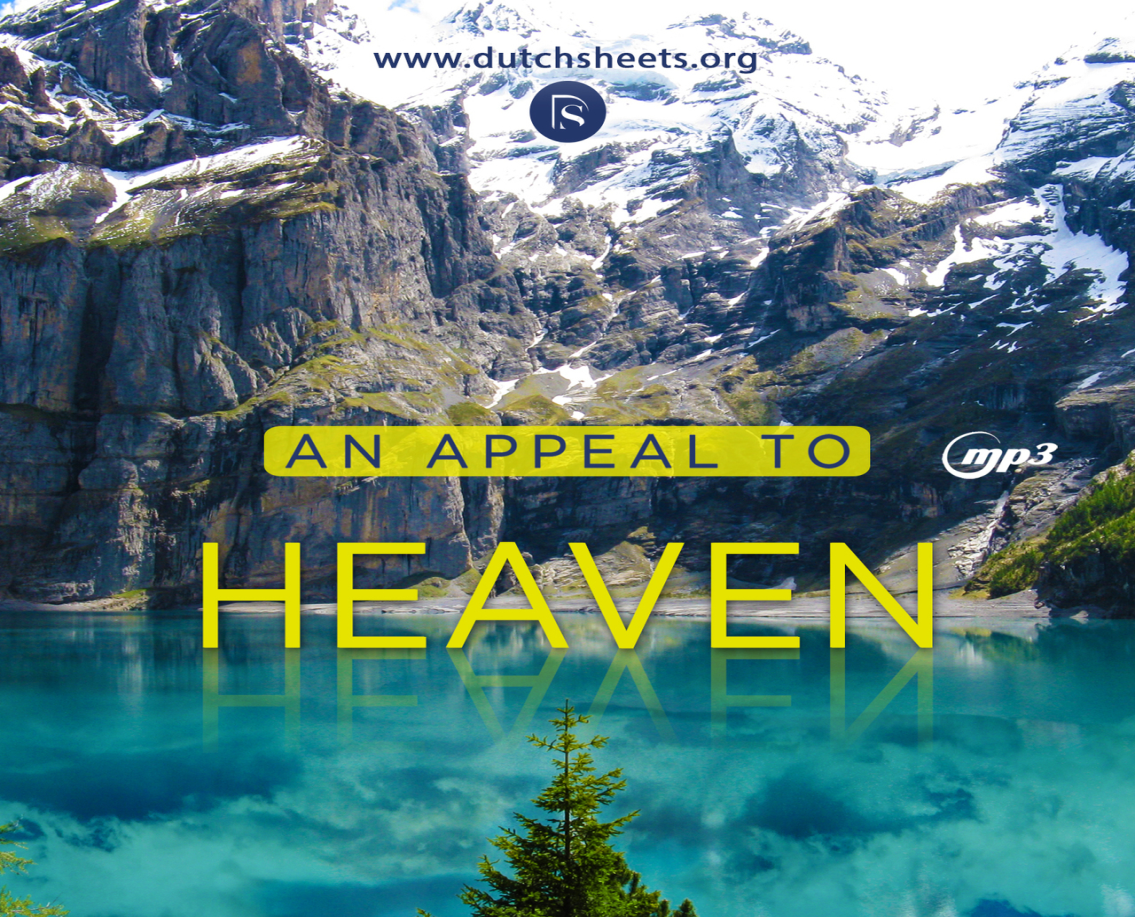 www.dutchsheets.org
DS
AN APPEAL TO
mp3
HEAVEN